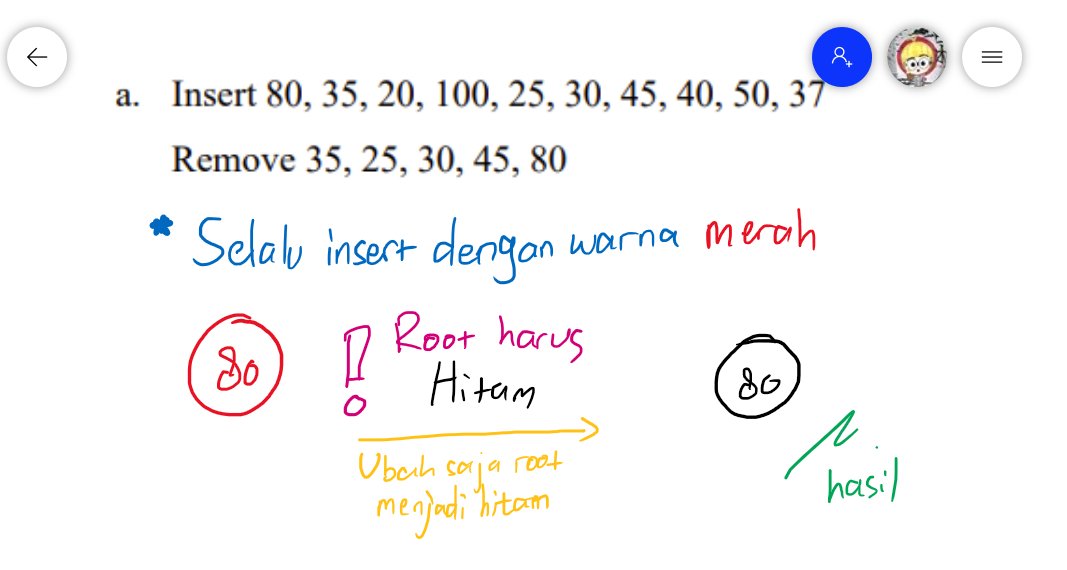 a. Insert 80, 35, 20, 100, 25, 30, 45, 40, 50, 37
Remove 35, 25, 30, 45, 80
* Selalu insert dengan warna merah
80 ! Root harus
Hitam
80
Ubah saja root
menjadi hitam
hasil